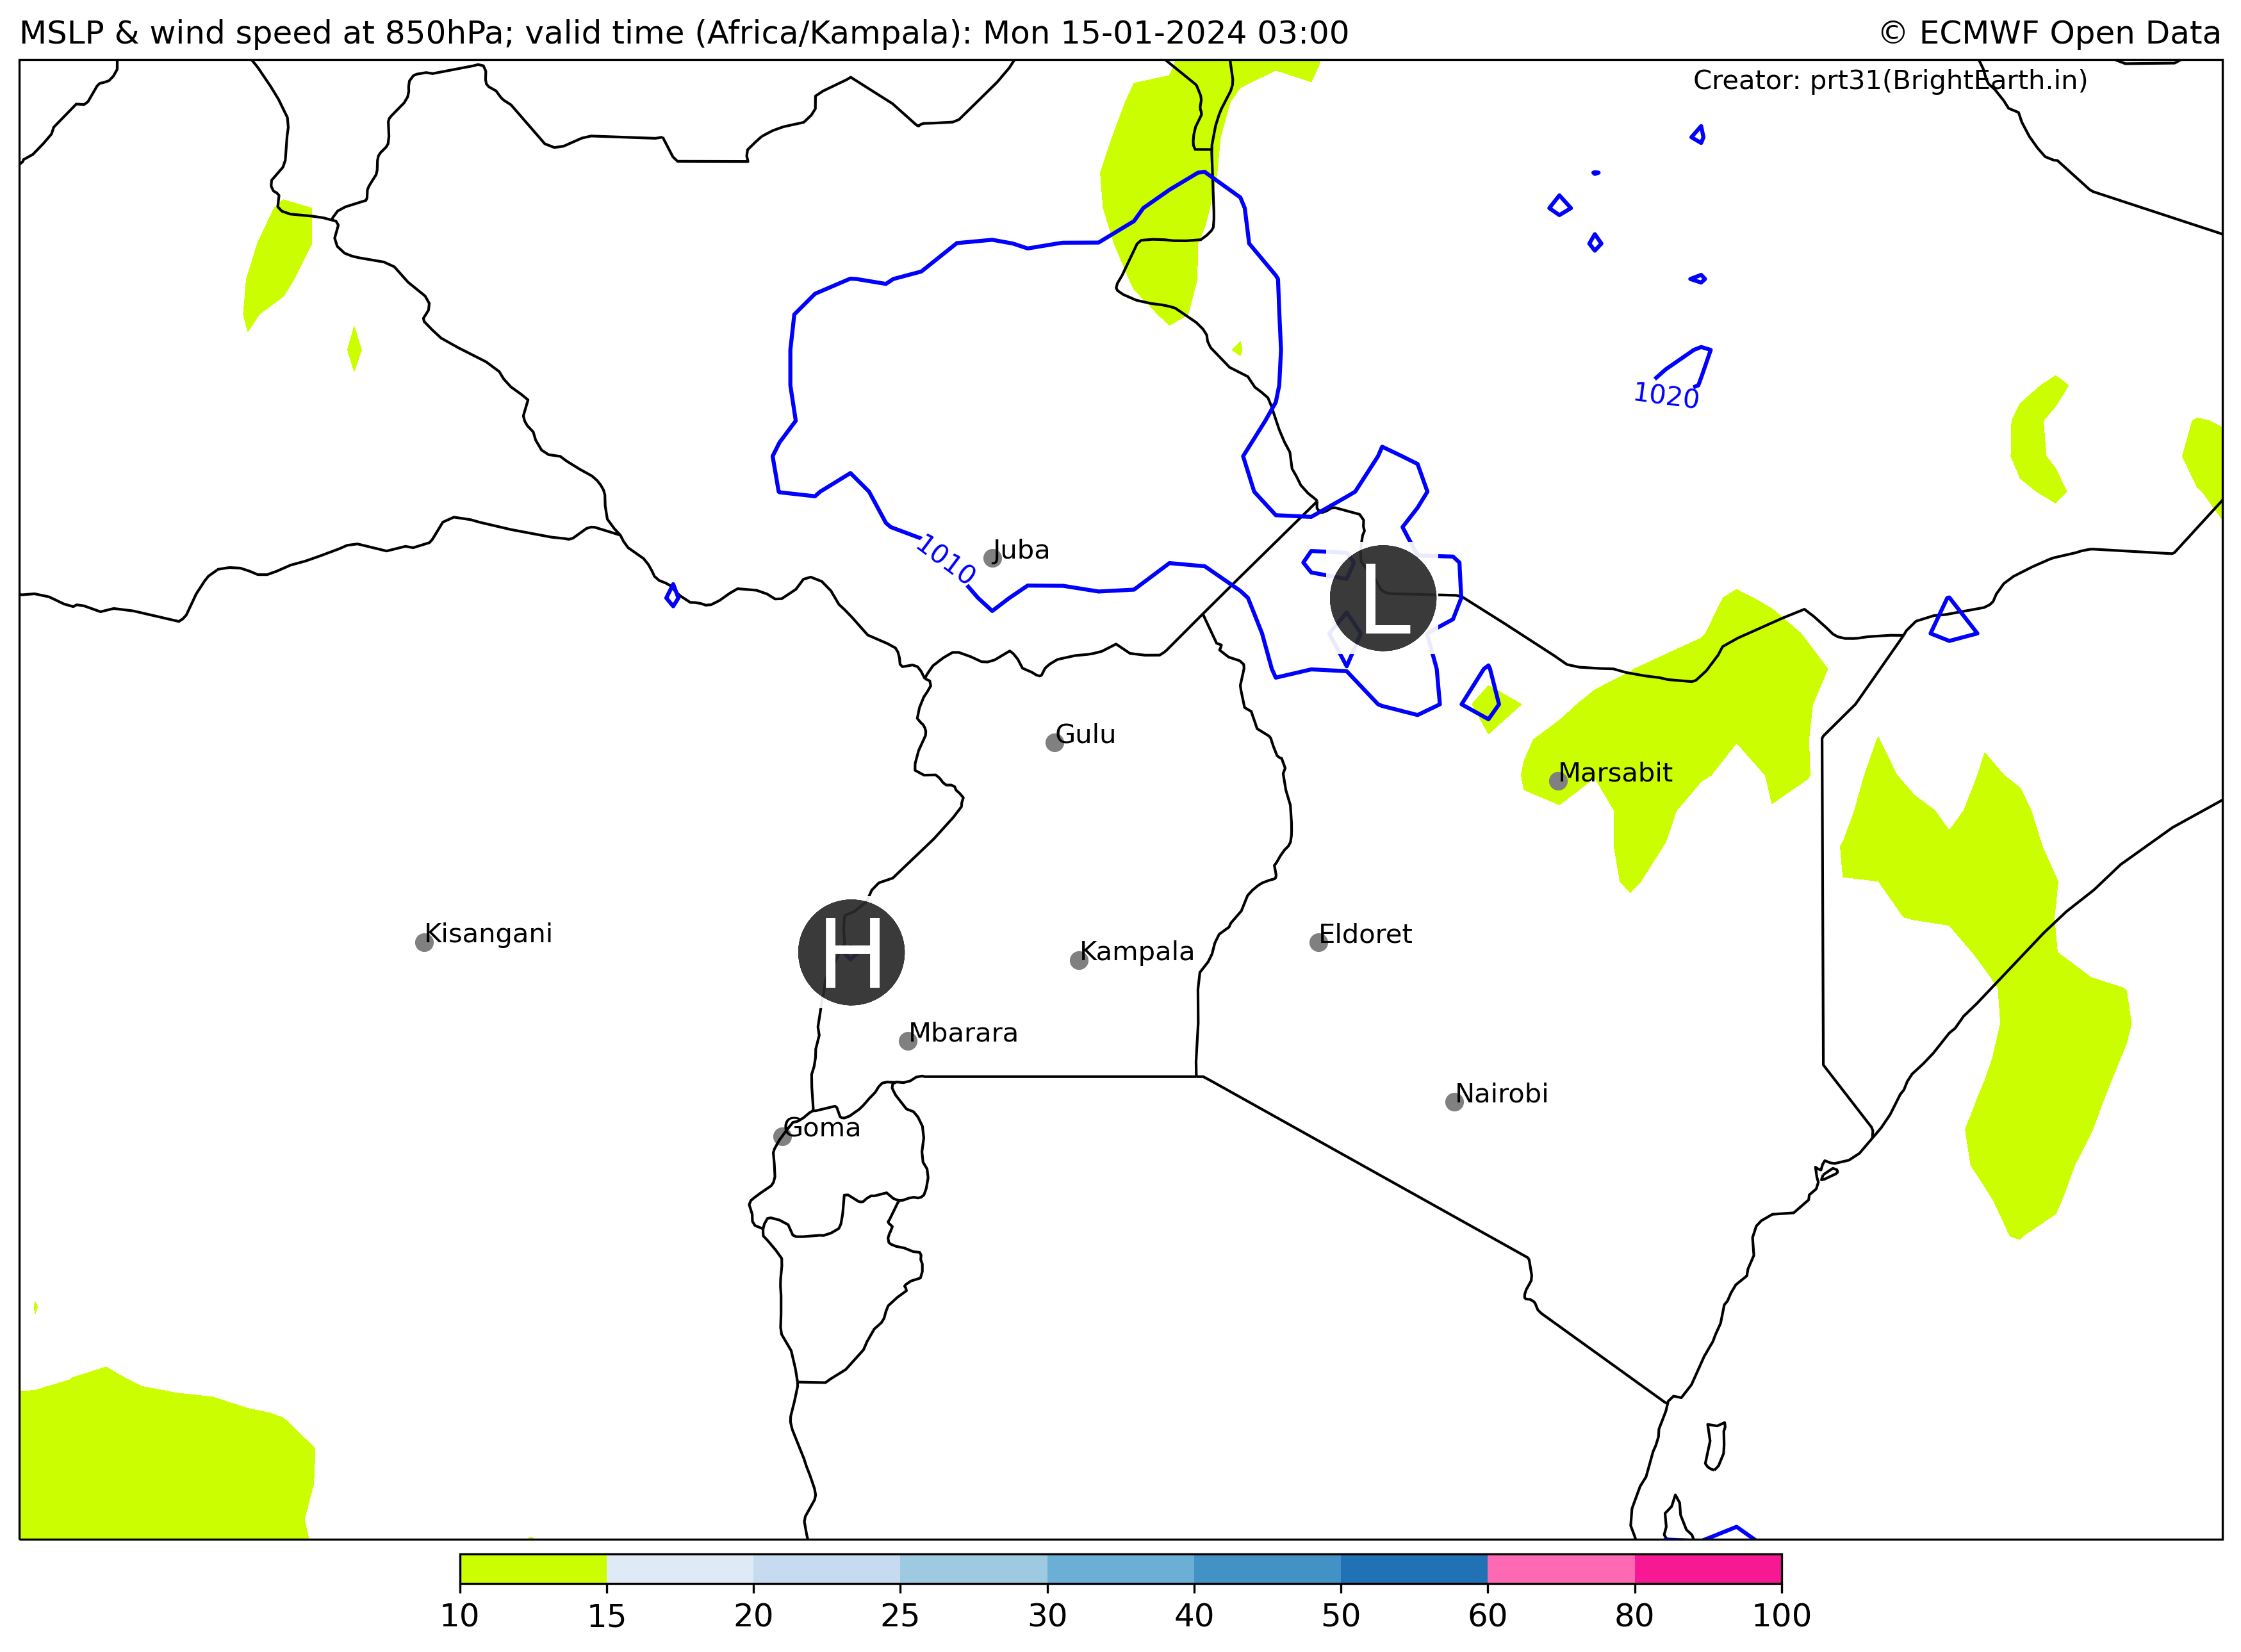 MSLP & wind speed at 850hPa; valid time (Africa/Kampala): Mon 15-01-2024 03:00
© ECMWF Open Data
Creator: prt31(BrightEarth.in)
1020
1010
Juba
L
Gulu
Marsabit
Kisangani
H
Kampala
Eldoret
Mbarara
Nairobi
Goma
10 15 20 25 30 40 50 60 80 100